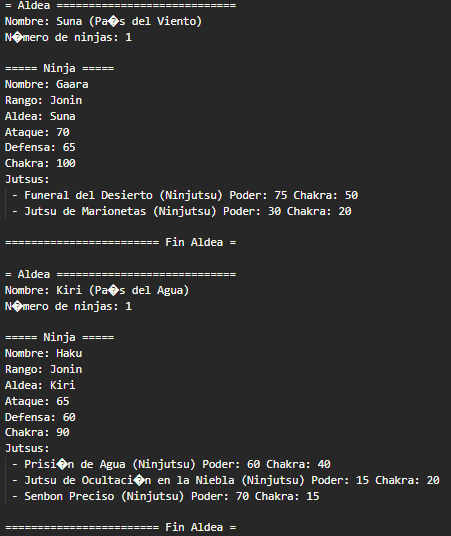 = Aldea ============================
Nombre: Suna (Pa�s del Viento)
N�mero de ninjas: 1
===== Ninja =====
Nombre: Gaara
Rango: Jonin
Aldea: Suna
Ataque: 70
Defensa: 65
Chakra: 100
Jutsus:
- Funeral del Desierto (Ninjutsu) Poder: 75 Chakra: 50
- Jutsu de Marionetas (Ninjutsu) Poder: 30 Chakra: 20
======================== Fin Aldea =
= Aldea ============================
Nombre: Kiri (Pa�s del Agua)
N�mero de ninjas: 1
===== Ninja =====
Nombre: Haku
Rango: Jonin
Aldea: Kiri
Ataque: 65
Defensa: 60
Chakra: 90
Jutsus:
- Prisi�n de Agua (Ninjutsu) Poder: 60 Chakra: 40
- Jutsu de Ocultaci�n en la Niebla (Ninjutsu) Poder: 15 Chakra: 20
- Senbon Preciso (Ninjutsu) Poder: 70 Chakra: 15
======================== Fin Aldea =